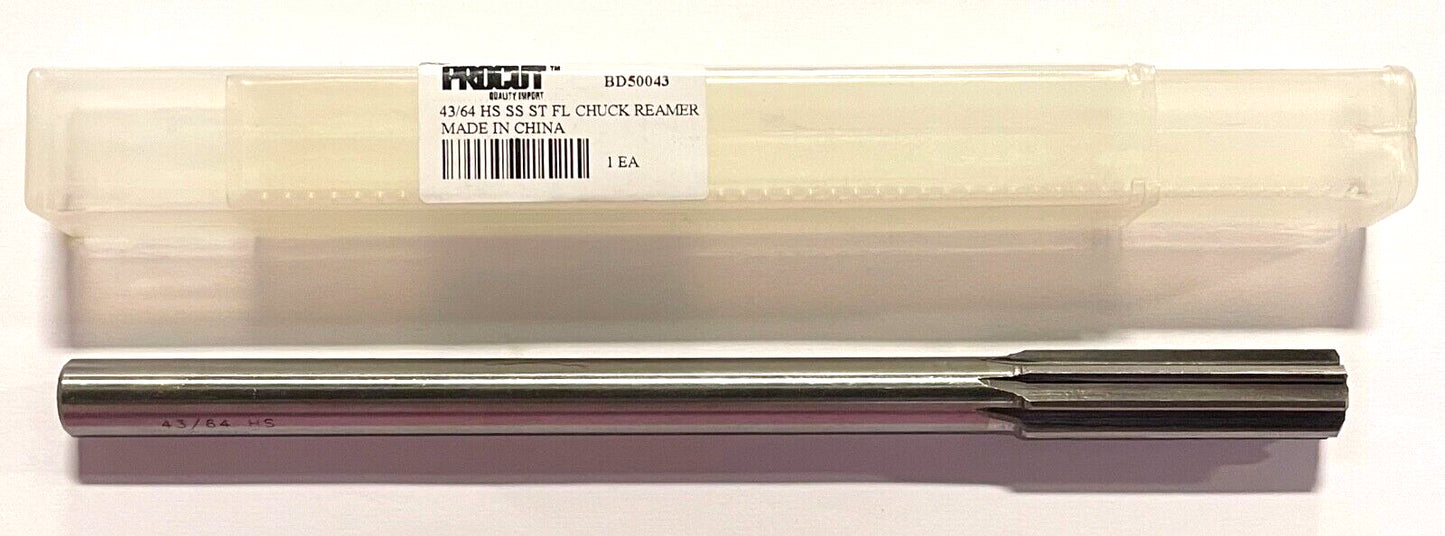 PROCUT™ BD50043
QUALITY IMPORT
43/64 HS SS ST FL CHUCK REAMER
MADE IN CHINA
1 EA
43/64 HS